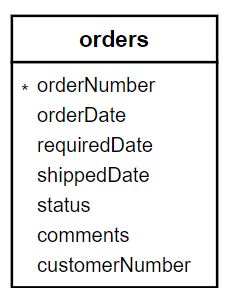 orders
* orderNumber
orderDate
requiredDate
shippedDate
status
comments
customerNumber